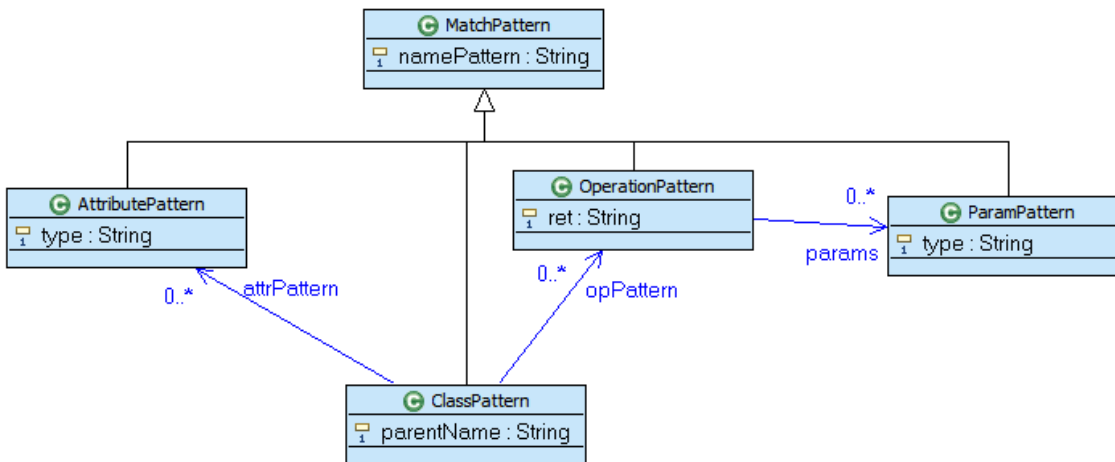 MatchPattern
namePattern : String
AttributePattern
type : String
OperationPattern
ret : String
0..*
params
ParamPattern
type : String
0..*
attrPattern
0..*
opPattern
ClassPattern
parentName : String